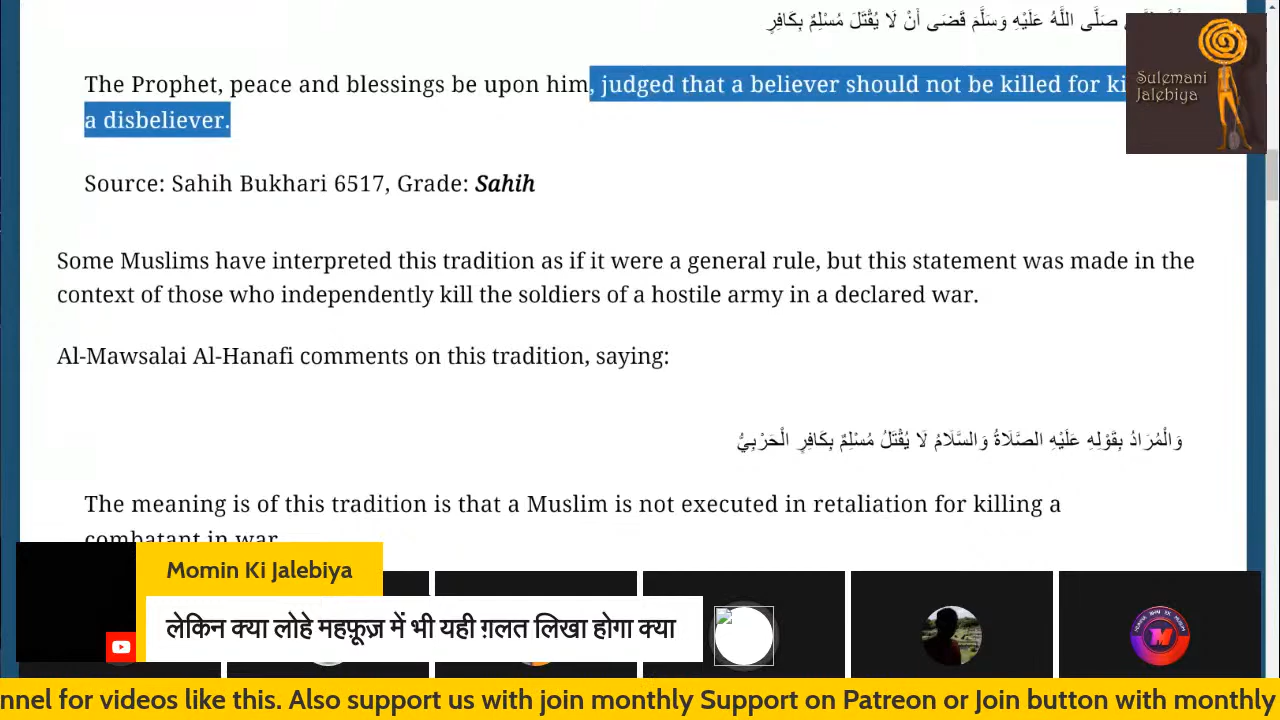 صَلَّى اللَّهُ عَلَيْهِ وَسَلَّمَ قَضَى أَنْ لَا يُقْتَلَ مُسْلِمٌ بِكَافِرٍ
Sulemani
Jalebiya
The Prophet, peace and blessings be upon him, judged that a believer should not be killed for
a disbeliever.
Source: Sahih Bukhari 6517, Grade: Sahih
Some Muslims have interpreted this tradition as if it were a general rule, but this statement was made in the
context of those who independently kill the soldiers of a hostile army in a declared war.
Al-Mawsalai Al-Hanafi comments on this tradition, saying:
وَالْمُرَادُ بِقَوْلِهِ عَلَيْهِ الصَّلَاةُ وَالسَّلَامُ لَا يُقْتَلُ مُسْلِمٌ بِكَافِرٍ الْحَرْبِيُّ
The meaning is of this tradition is that a Muslim is not executed in retaliation for killing a
combatant in war
Momin Ki Jalebiya
लेकिन क्या लोहे महफ़ूज़ में भी यही ग़लत लिखा होगा क्या
M
nnel for videos like this. Also support us with join monthly Support on Patreon or Join button with monthly